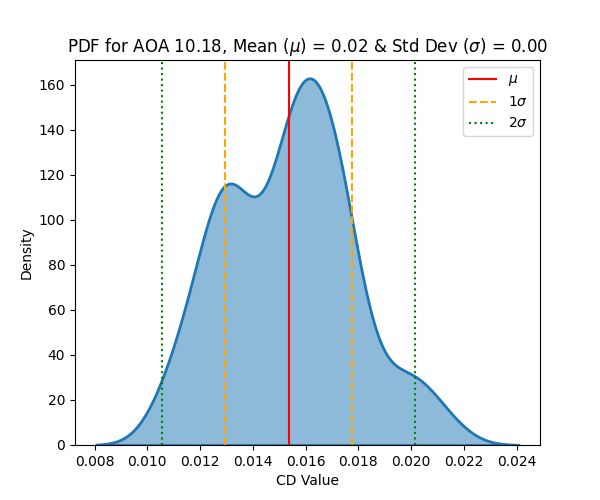 PDF for AOA 10.18, Mean (μ) = 0.02 & Std Dev (σ) = 0.00
160
140
120
100
80
60
40
20
0
Density
μ
1σ
2σ
0.008 0.010 0.012 0.014 0.016 0.018 0.020 0.022 0.024
CD Value